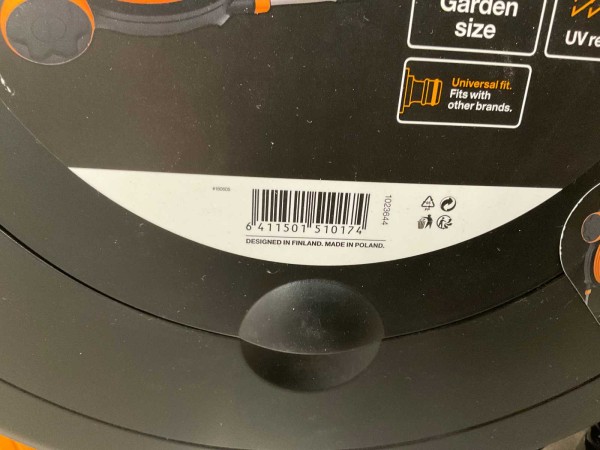 Garden
size
UV re
Universal fit.
Fits with
other brands.
1023644
6 411501 510174
DESIGNED IN FINLAND. MADE IN POLAND.